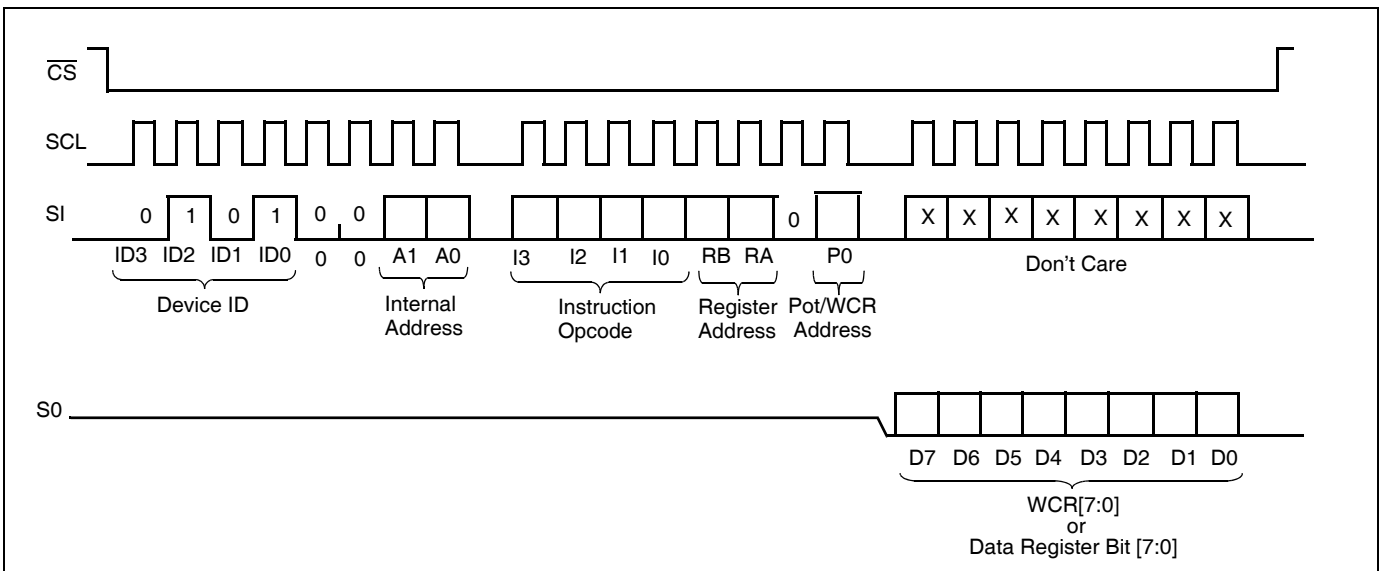 CS
SCL
SI
0 1 0 1 0 0
X X X X X X X X
0
ID3 ID2 ID1 ID0 0 0 A1 A0 I3 I2 I1 I0 RB RA P0
Device ID
Internal
Address
Instruction
Opcode
Register
Address
Pot/WCR
Address
Don't Care
S0
D7 D6 D5 D4 D3 D2 D1 D0
WCR[7:0]
or
Data Register Bit [7:0]